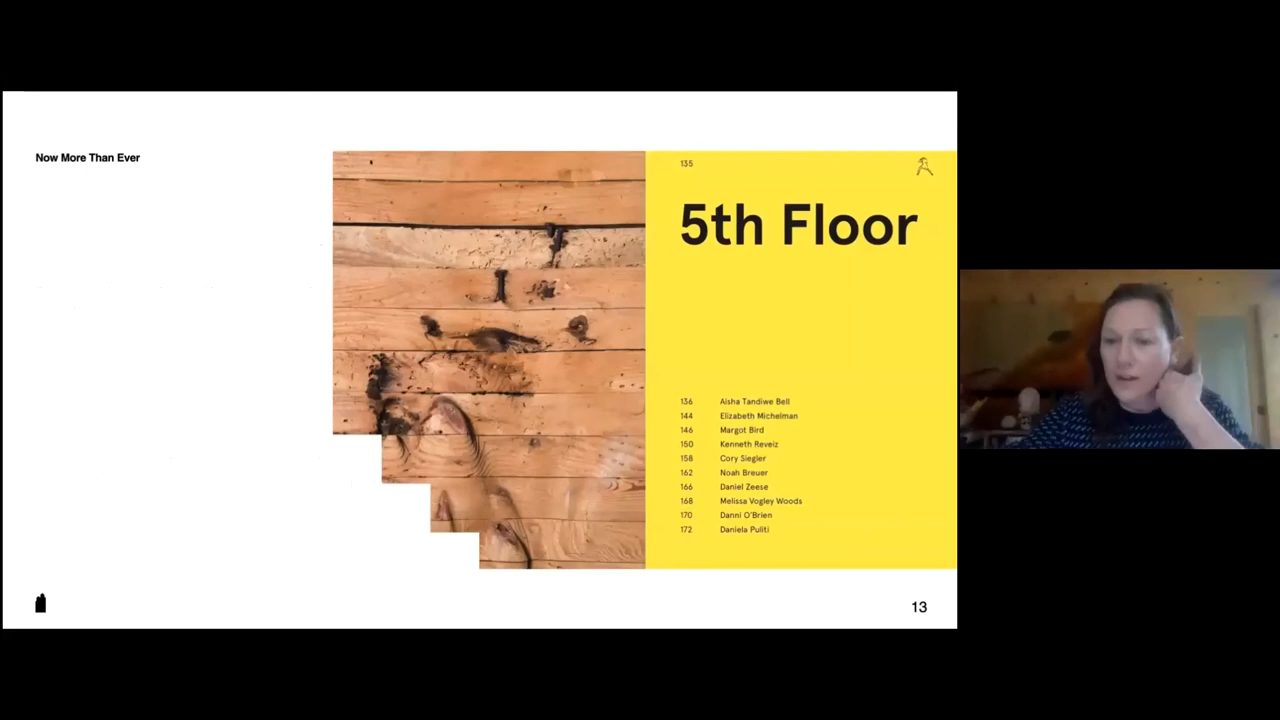 Now More Than Ever
135
5th Floor
136 Aisha Tandiwe Bell
144 Elizabeth Michelman
146 Margot Bird
150 Kenneth Reveiz
158 Cory Siegler
162 Noah Breuer
166 Daniel Zeese
168 Melissa Vogley Woods
170 Danni O'Brien
172 Daniela Puliti
13